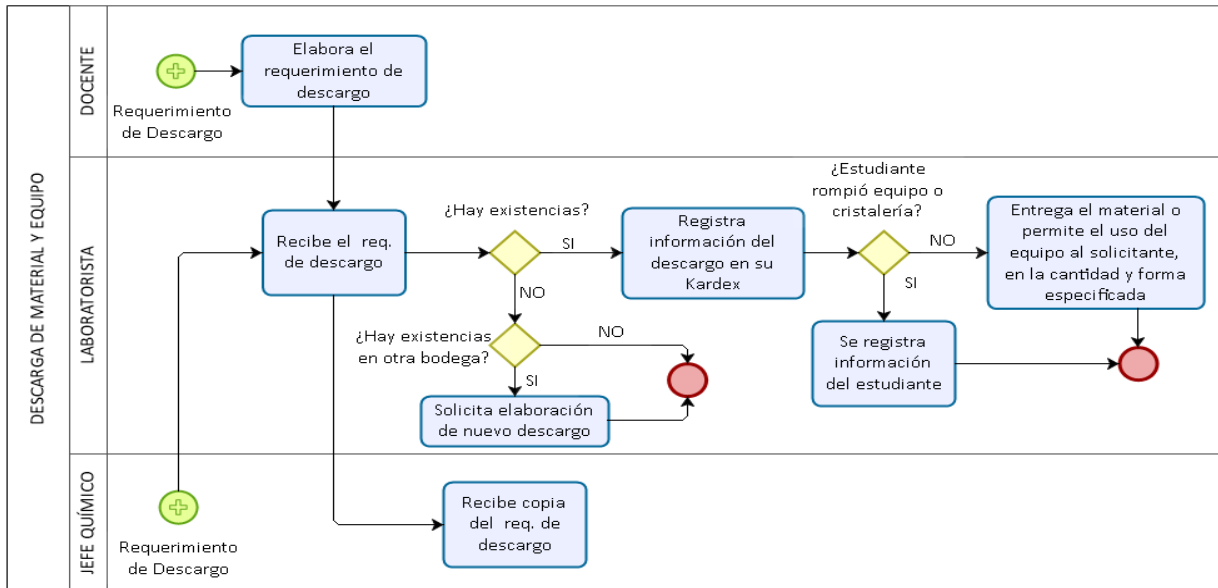 DESCARGA DE MATERIAL Y EQUIPO
DOCENTE
Requerimiento
de Descargo
Elabora el
requerimiento de
descargo
LABORATORISTA
Recibe el req.
de descargo
¿Hay existencias?
SI
NO
¿Hay existencias
en otra bodega?
NO
SI
Solicita elaboración
de nuevo descargo
Registra
información del
descargo en su
Kardex
¿Estudiante
rompió equipo o
cristalería?
NO
SI
Entrega el material o
permite el uso del
equipo al solicitante,
en la cantidad y forma
especificada
Se registra
información
del estudiante
JEFE QUÍMICO
Requerimiento
de Descargo
Recibe copia
del req. de
descargo